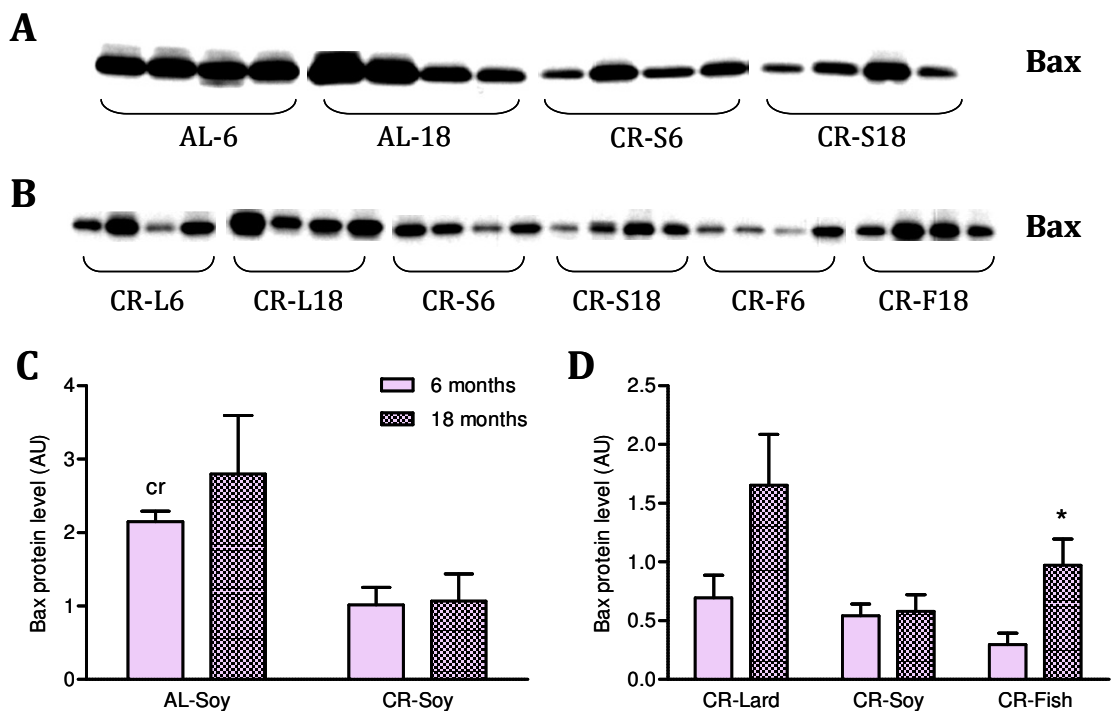 A
Bax
AL-6 AL-18 CR-S6 CR-S18
B
Bax
CR-L6 CR-L18 CR-S6 CR-S18 CR-F6 CR-F18
C
Bax protein level (AU)
4
3
2
1
0
cr
6 months
18 months
AL-Soy CR-Soy
D
Bax protein level (AU)
2.5
2.0
1.5
1.0
0.5
0.0
*
CR-Lard CR-Soy CR-Fish